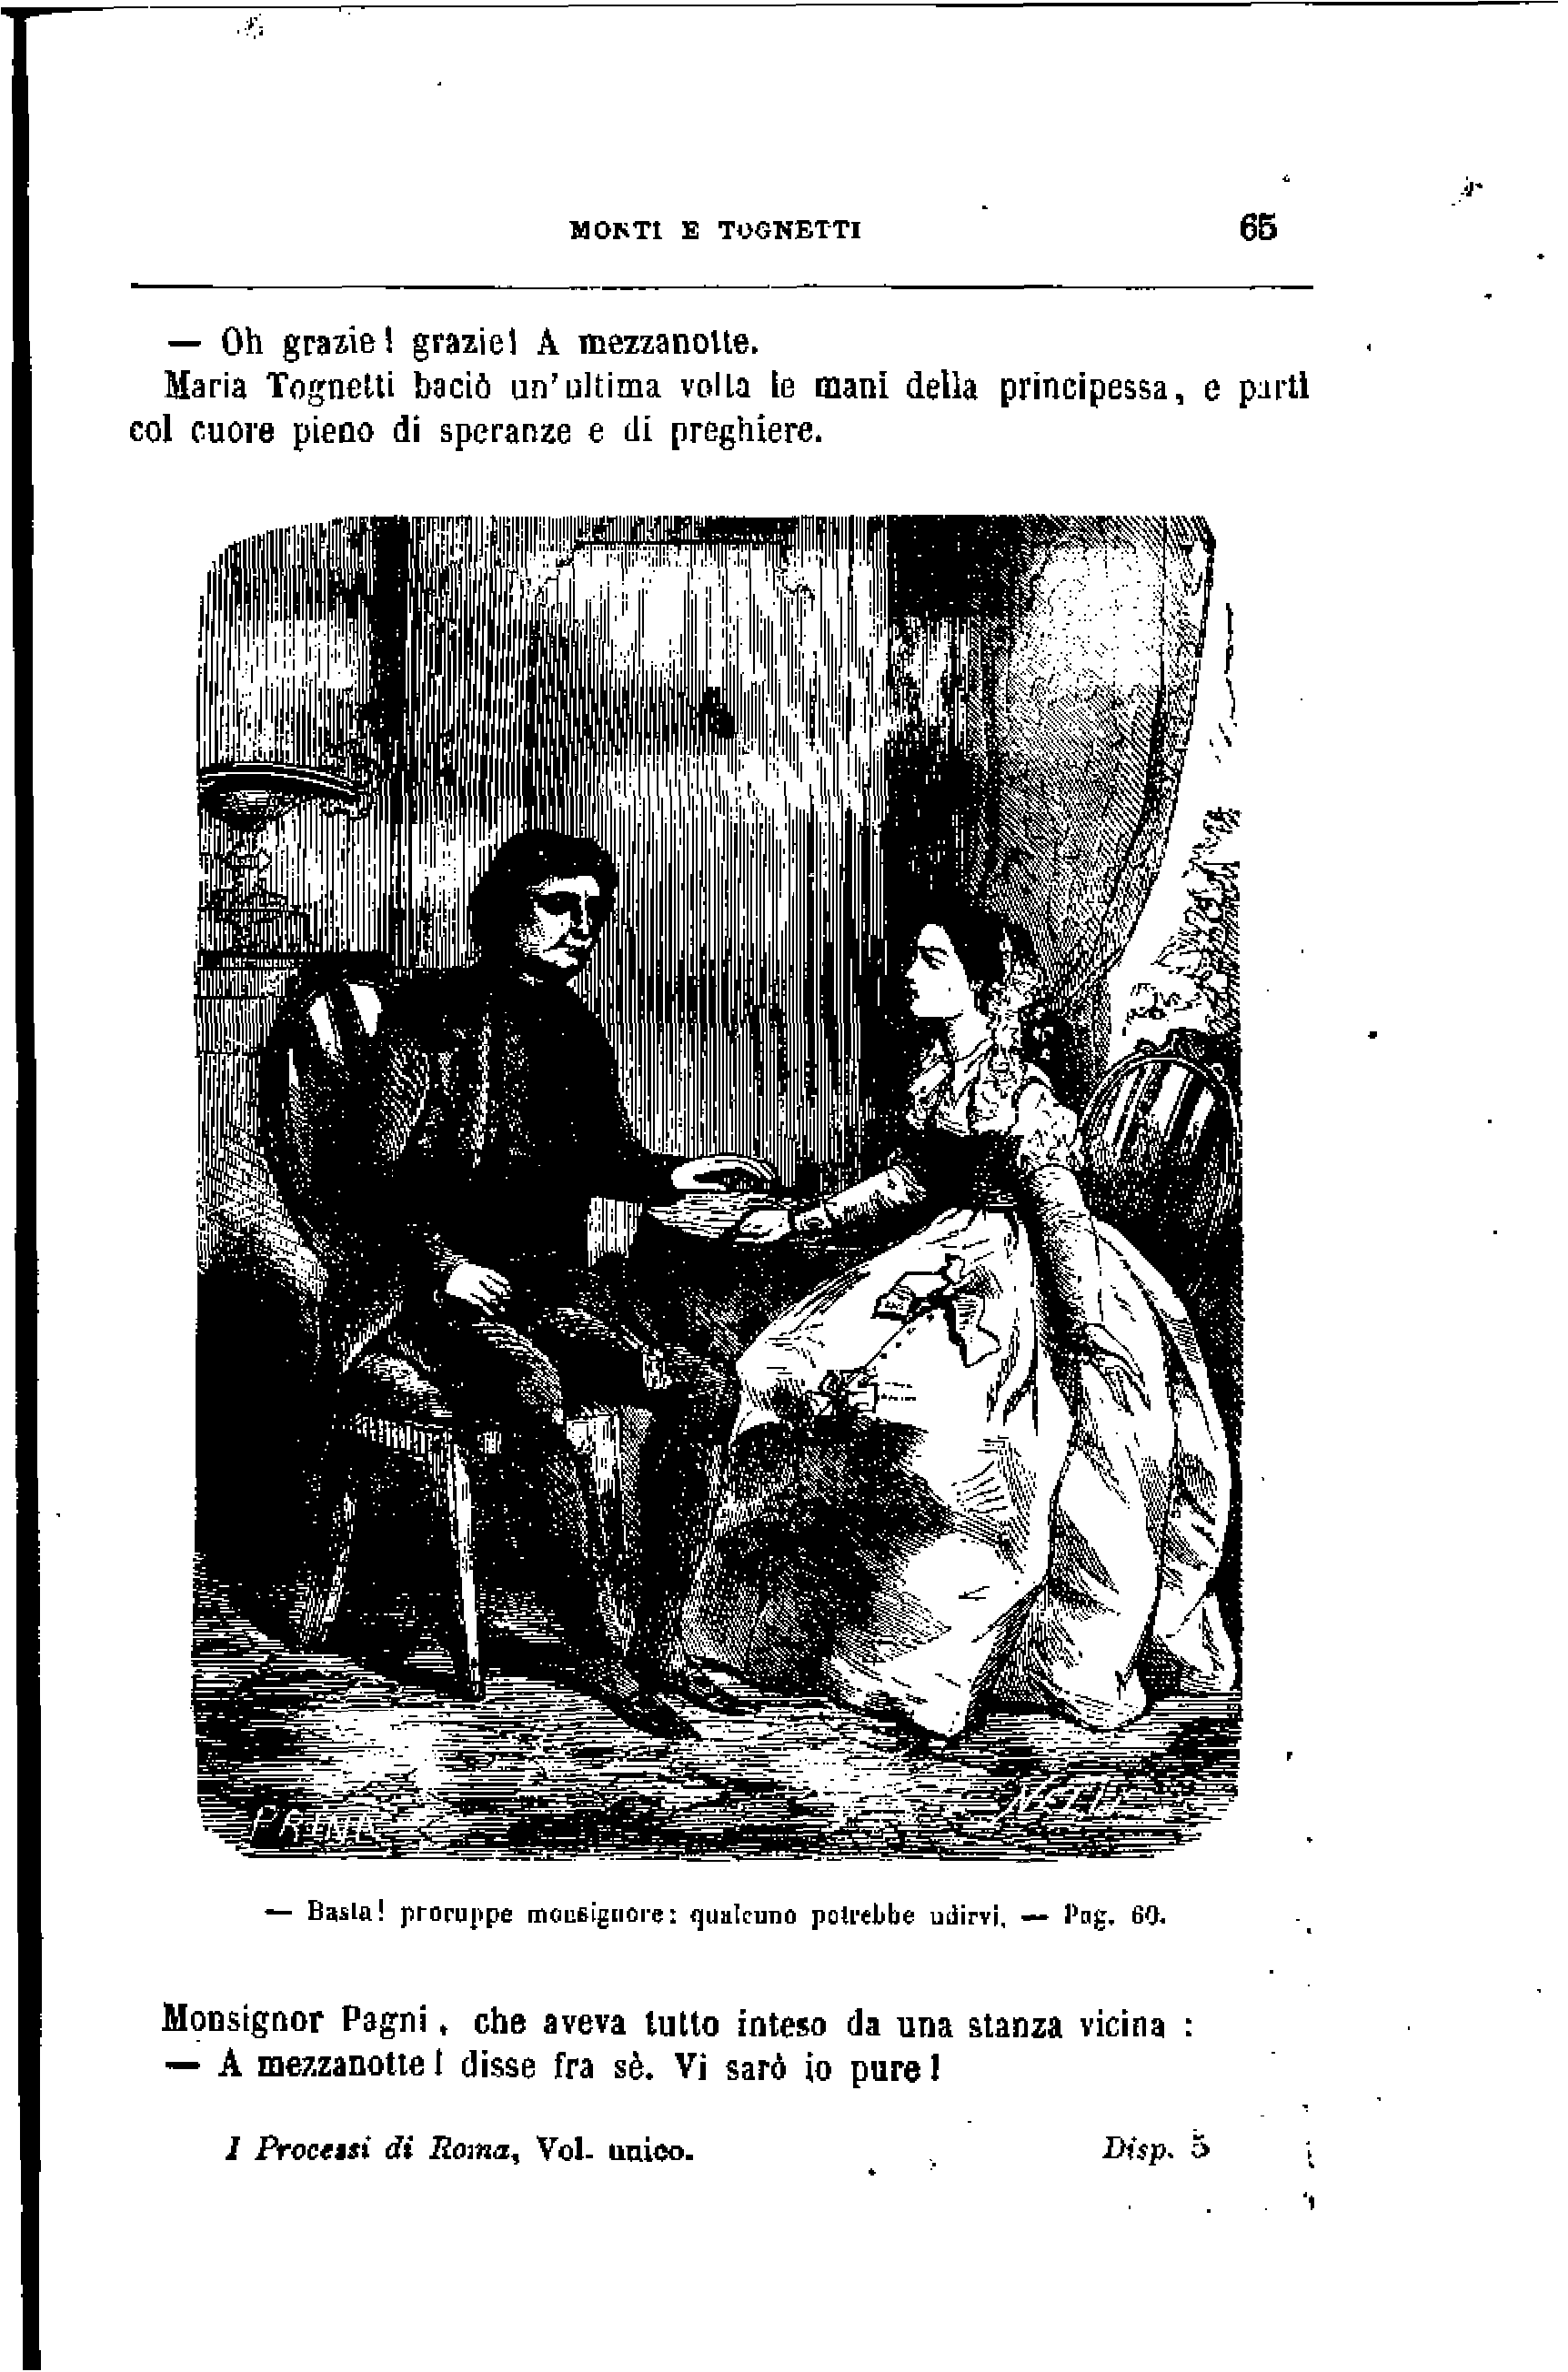 MONTI E TOGNETTI 65
— Oh grazie! grazie! A mezzanotte.
Maria Tognetti baciò un'ultima volta le mani della principessa, e partì
col cuore pieno di speranze e di preghiere.
PRINA
— Basta! proruppe monsignore: qualcuno potrebbe udirvi. — Pag. 60.
Monsignor Pagni, che aveva tutto inteso da una stanza vicina:
— A mezzanotte! disse fra sè. Vi sarò io pure!
I Processi di Roma, Vol. unico. Disp. 5